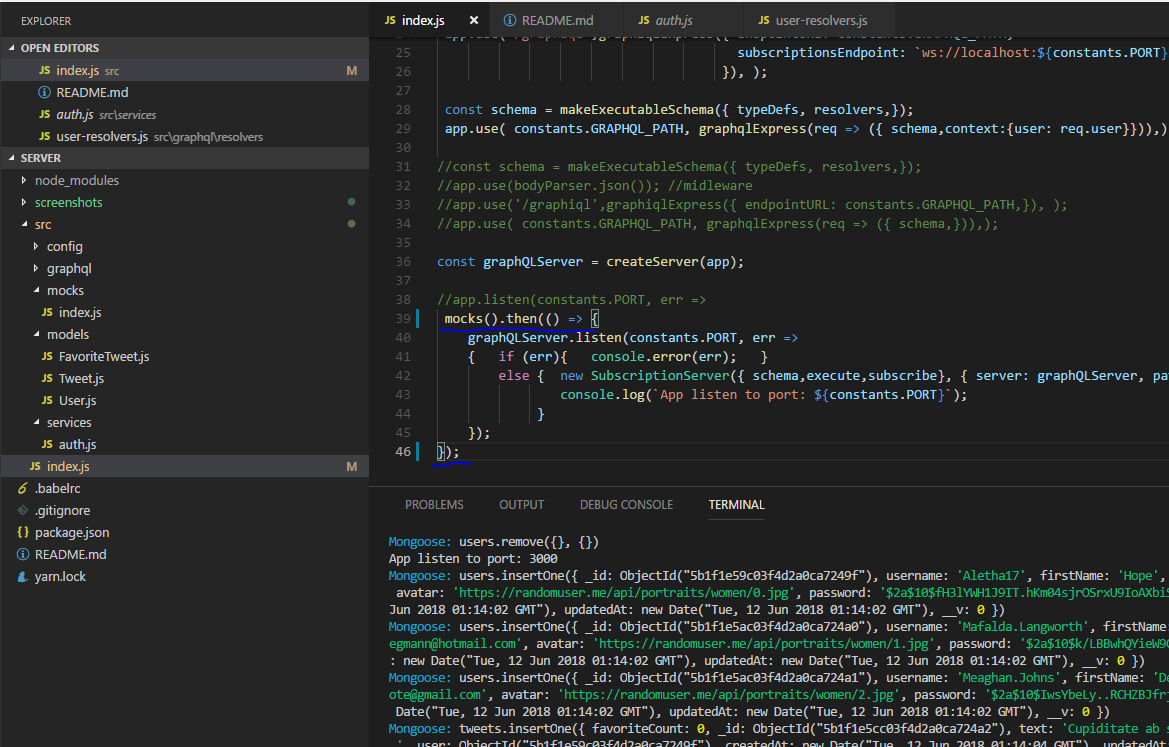 EXPLORER
OPEN EDITORS
JS index.js src M
README.md
JS auth.js src\services
JS user-resolvers.js src\graphql\resolvers
SERVER
node_modules
screenshots
src
config
graphql
mocks
JS index.js
models
JS FavoriteTweet.js
JS Tweet.js
JS User.js
services
JS auth.js
JS index.js M
.babelrc
.gitignore
package.json
README.md
yarn.lock
JS index.js × README.md JS auth.js JS user-resolvers.js
25 subscriptionsEndpoint: `ws://localhost:${constants.PORT}
26 }), );
27
28 const schema = makeExecutableSchema({ typeDefs, resolvers,});
29 app.use( constants.GRAPHQL_PATH, graphqlExpress(req => ({ schema,context:{user: req.user}})),)
30
31 //const schema = makeExecutableSchema({ typeDefs, resolvers,});
32 //app.use(bodyParser.json()); //midleware
33 //app.use('/graphiql',graphiqlExpress({ endpointURL: constants.GRAPHQL_PATH,}), );
34 //app.use( constants.GRAPHQL_PATH, graphqlExpress(req => ({ schema,})),);
35
36 const graphQLServer = createServer(app);
37
38 //app.listen(constants.PORT, err =>
39 mocks().then(() => {
40 graphQLServer.listen(constants.PORT, err =>
41 { if (err){ console.error(err); }
42 else { new SubscriptionServer({ schema,execute,subscribe}, { server: graphQLServer, pa
43 console.log(`App listen to port: ${constants.PORT}`);
44 }
45 });
46 });
PROBLEMS OUTPUT DEBUG CONSOLE TERMINAL
Mongoose: users.remove({}, {})
App listen to port: 3000
Mongoose: users.insertOne({ _id: ObjectId("5b1f1e59c03f4d2a0ca7249f"), username: 'Aletha17', firstName: 'Hope',
avatar: 'https://randomuser.me/api/portraits/women/0.jpg', password: '$2a$10$fH3lYWH1J9IT.hKm04sjrOSrxU9IoAXbiS
Jun 2018 01:14:02 GMT"), updatedAt: new Date("Tue, 12 Jun 2018 01:14:02 GMT"), __v: 0 })
Mongoose: users.insertOne({ _id: ObjectId("5b1f1e5ac03f4d2a0ca724a0"), username: 'Mafalda.Langworth', firstName:
egmann@hotmail.com', avatar: 'https://randomuser.me/api/portraits/women/1.jpg', password: '$2a$10$k/LBBwhQYieW9
: new Date("Tue, 12 Jun 2018 01:14:02 GMT"), updatedAt: new Date("Tue, 12 Jun 2018 01:14:02 GMT"), __v: 0 })
Mongoose: users.insertOne({ _id: ObjectId("5b1f1e5ac03f4d2a0ca724a1"), username: 'Meaghan.Johns', firstName: 'De
ote@gmail.com', avatar: 'https://randomuser.me/api/portraits/women/2.jpg', password: '$2a$10$IwsYbeLy..RCHZBJfrj
Date("Tue, 12 Jun 2018 01:14:02 GMT"), updatedAt: new Date("Tue, 12 Jun 2018 01:14:02 GMT"), __v: 0 })
Mongoose: tweets.insertOne({ favoriteCount: 0, _id: ObjectId("5b1f1e5cc03f4d2a0ca724a2"), text: 'Cupiditate ab